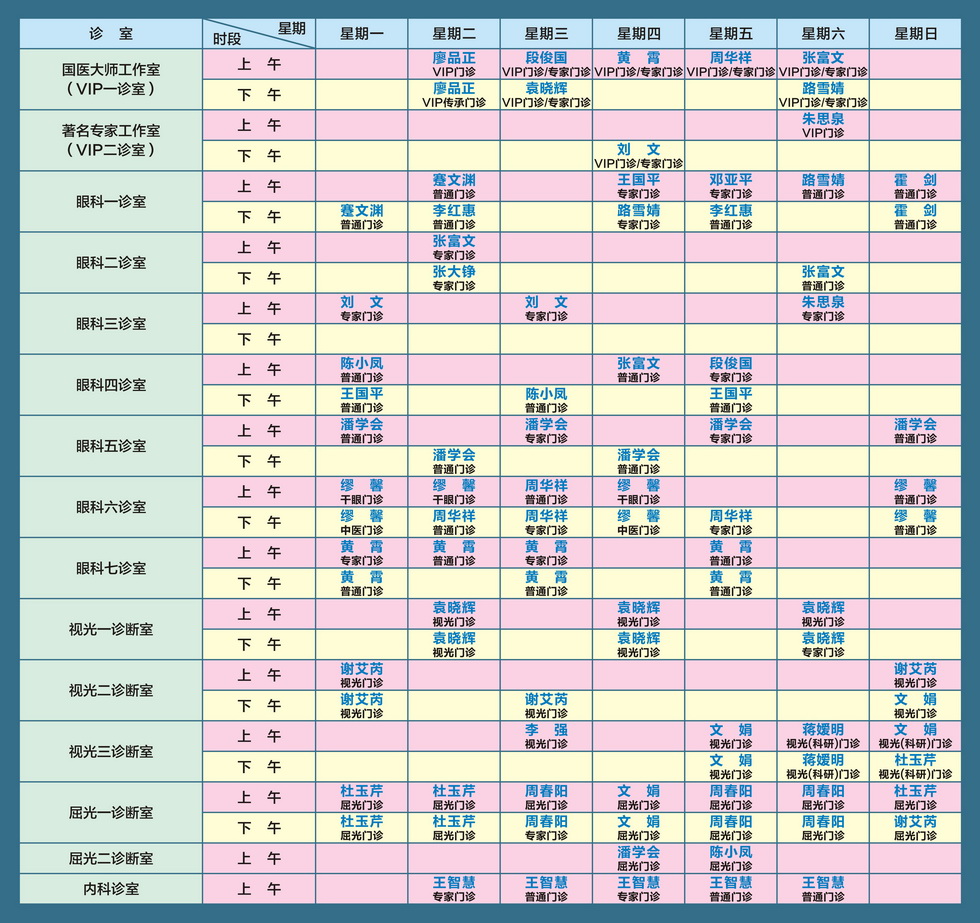 诊 室 时段 星期 星期一 星期二 星期三 星期四 星期五 星期六 星期日
国医大师工作室
(VIP一诊室)
上 午 廖品正 段俊国 黄 霄 周华祥 张富文
VIP门诊 VIP门诊/专家门诊 VIP门诊/专家门诊 VIP门诊/专家门诊 VIP门诊/专家门诊
下 午 廖品正 袁晓辉 路雪婧
VIP传承门诊 VIP门诊/专家门诊 VIP门诊/专家门诊
著名专家工作室
(VIP二诊室)
上 午 朱思泉
VIP门诊
下 午 刘 文
VIP门诊/专家门诊
眼科一诊室
上 午 蹇文渊 王国平 邓亚平 路雪婧 霍 剑
普通门诊 专家门诊 专家门诊 普通门诊 普通门诊
下 午 蹇文渊 李红惠 路雪婧 李红惠 霍 剑
普通门诊 普通门诊 专家门诊 普通门诊 普通门诊
眼科二诊室
上 午 张富文
专家门诊
下 午 张大铮 张富文
专家门诊 普通门诊
眼科三诊室
上 午 刘 文 刘 文 朱思泉
专家门诊 专家门诊 专家门诊
下 午
眼科四诊室
上 午 陈小凤 张富文 段俊国
普通门诊 普通门诊 专家门诊
下 午 王国平 陈小凤 王国平
普通门诊 普通门诊 普通门诊
眼科五诊室
上 午 潘学会 潘学会 潘学会 潘学会
普通门诊 专家门诊 专家门诊 普通门诊
下 午 潘学会 潘学会
普通门诊 普通门诊
眼科六诊室
上 午 缪 馨 缪 馨 周华祥 缪 馨 缪 馨
干眼门诊 干眼门诊 普通门诊 干眼门诊 普通门诊
下 午 缪 馨 周华祥 周华祥 缪 馨 周华祥 缪 馨
中医门诊 普通门诊 专家门诊 中医门诊 专家门诊 普通门诊
眼科七诊室
上 午 黄 霄 黄 霄 黄 霄 黄 霄
专家门诊 普通门诊 专家门诊 普通门诊
下 午 黄 霄 黄 霄 黄 霄
普通门诊 普通门诊 普通门诊
视光一诊断室
上 午 袁晓辉 袁晓辉 袁晓辉
视光门诊 视光门诊 视光门诊
下 午 袁晓辉 袁晓辉 袁晓辉
视光门诊 视光门诊 专家门诊
视光二诊断室
上 午 谢艾芮 谢艾芮
视光门诊 视光门诊
下 午 谢艾芮 谢艾芮 文 娟
视光门诊 视光门诊 视光门诊
视光三诊断室
上 午 李 强 文 娟 蒋嫒明 文 娟
视光门诊 视光门诊 视光(科研)门诊 视光(科研)门诊
下 午 文 娟 蒋嫒明 杜玉芹
视光门诊 视光(科研)门诊 视光(科研)门诊
屈光一诊断室
上 午 杜玉芹 杜玉芹 周春阳 文 娟 周春阳 周春阳 杜玉芹
屈光门诊 屈光门诊 屈光门诊 屈光门诊 屈光门诊 屈光门诊 屈光门诊
下 午 杜玉芹 杜玉芹 周春阳 文 娟 周春阳 周春阳 谢艾芮
屈光门诊 屈光门诊 专家门诊 屈光门诊 屈光门诊 屈光门诊 屈光门诊
屈光二诊断室 上 午 潘学会 陈小凤
屈光门诊 屈光门诊
内科诊室 上 午 王智慧 王智慧 王智慧 王智慧 王智慧
专家门诊 普通门诊 专家门诊 普通门诊 普通门诊